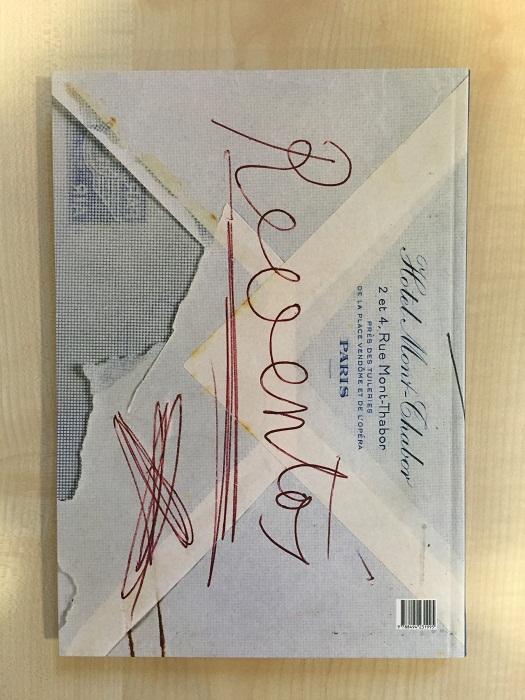 Hôtel Mont-Thabor
2 et 4, Rue Mont-Thabor
PRÈS DES TUILERIES
DE LA PLACE VENDÔME ET DE L'OPÉRA
PARIS
Reventos